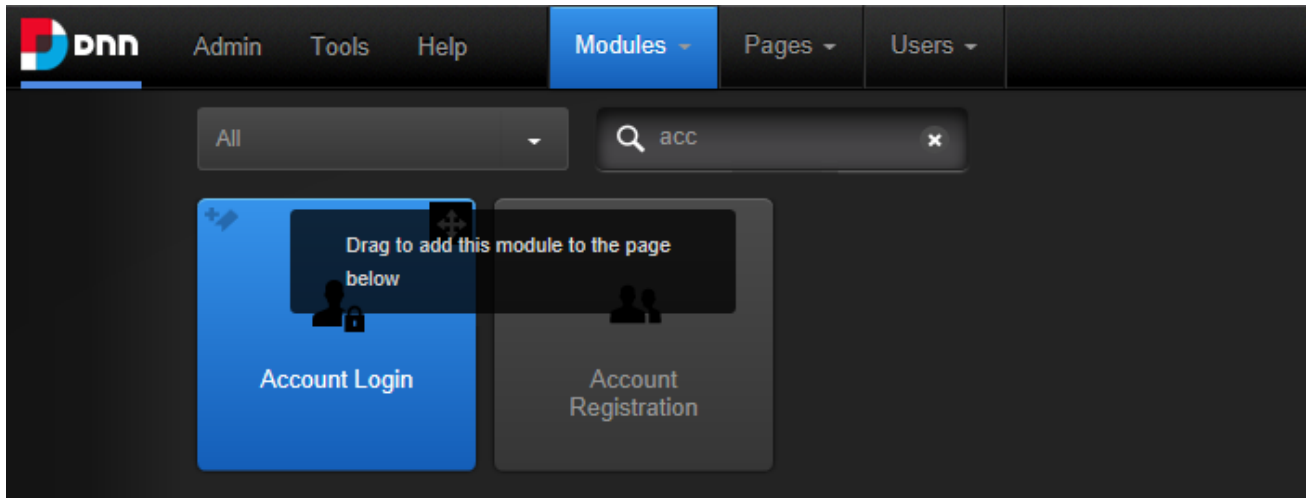 DNN Admin Tools Help Modules Pages Users
All acc
Drag to add this module to the page
below
Account Login
Account
Registration